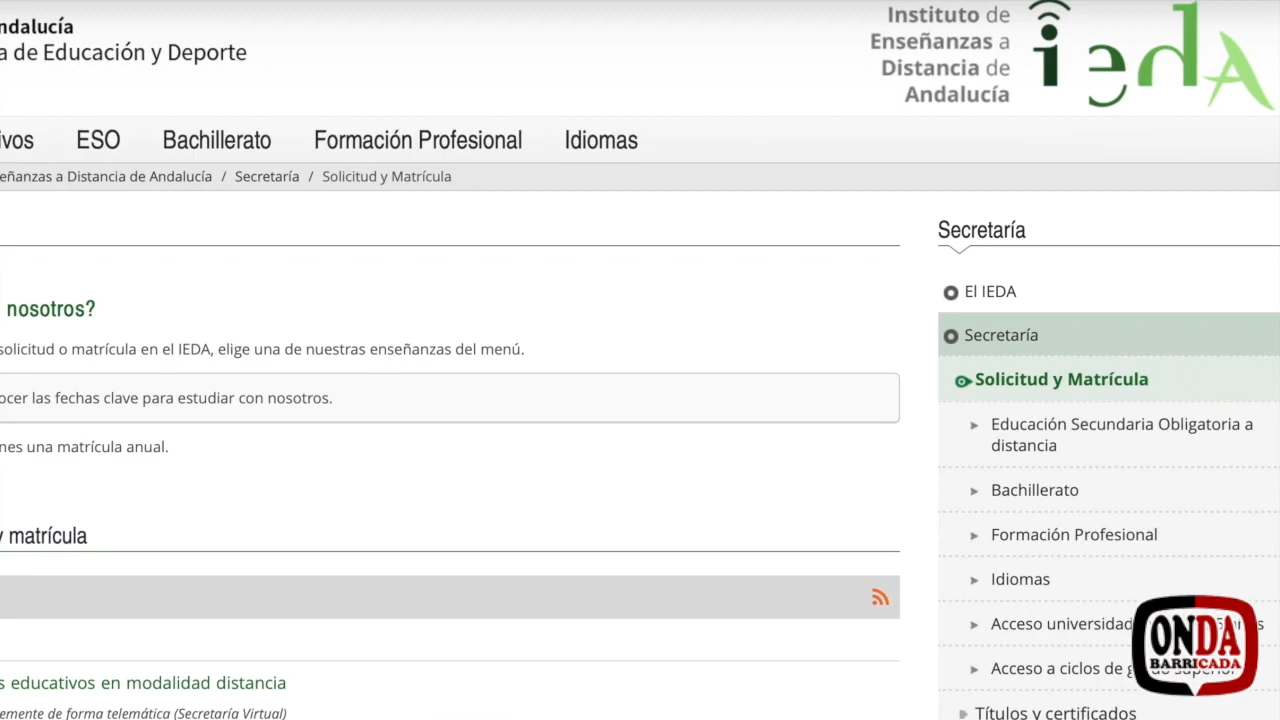 ndalucía
a de Educación y Deporte
Instituto de
Enseñanzas a
Distancia de
Andalucía
ieda
ivos ESO Bachillerato Formación Profesional Idiomas
eñanzas a Distancia de Andalucía / Secretaría / Solicitud y Matrícula
nosotros?
solicitud o matrícula en el IEDA, elige una de nuestras enseñanzas del menú.
ocer las fechas clave para estudiar con nosotros.
nes una matrícula anual.
y matrícula
s educativos en modalidad distancia
emente de forma telemática (Secretaría Virtual)
Secretaría
El IEDA
Secretaría
Solicitud y Matrícula
Educación Secundaria Obligatoria a
distancia
Bachillerato
Formación Profesional
Idiomas
Acceso universidad
Acceso a ciclos de grado superior
Títulos y certificados
ONDA
BARRICADA